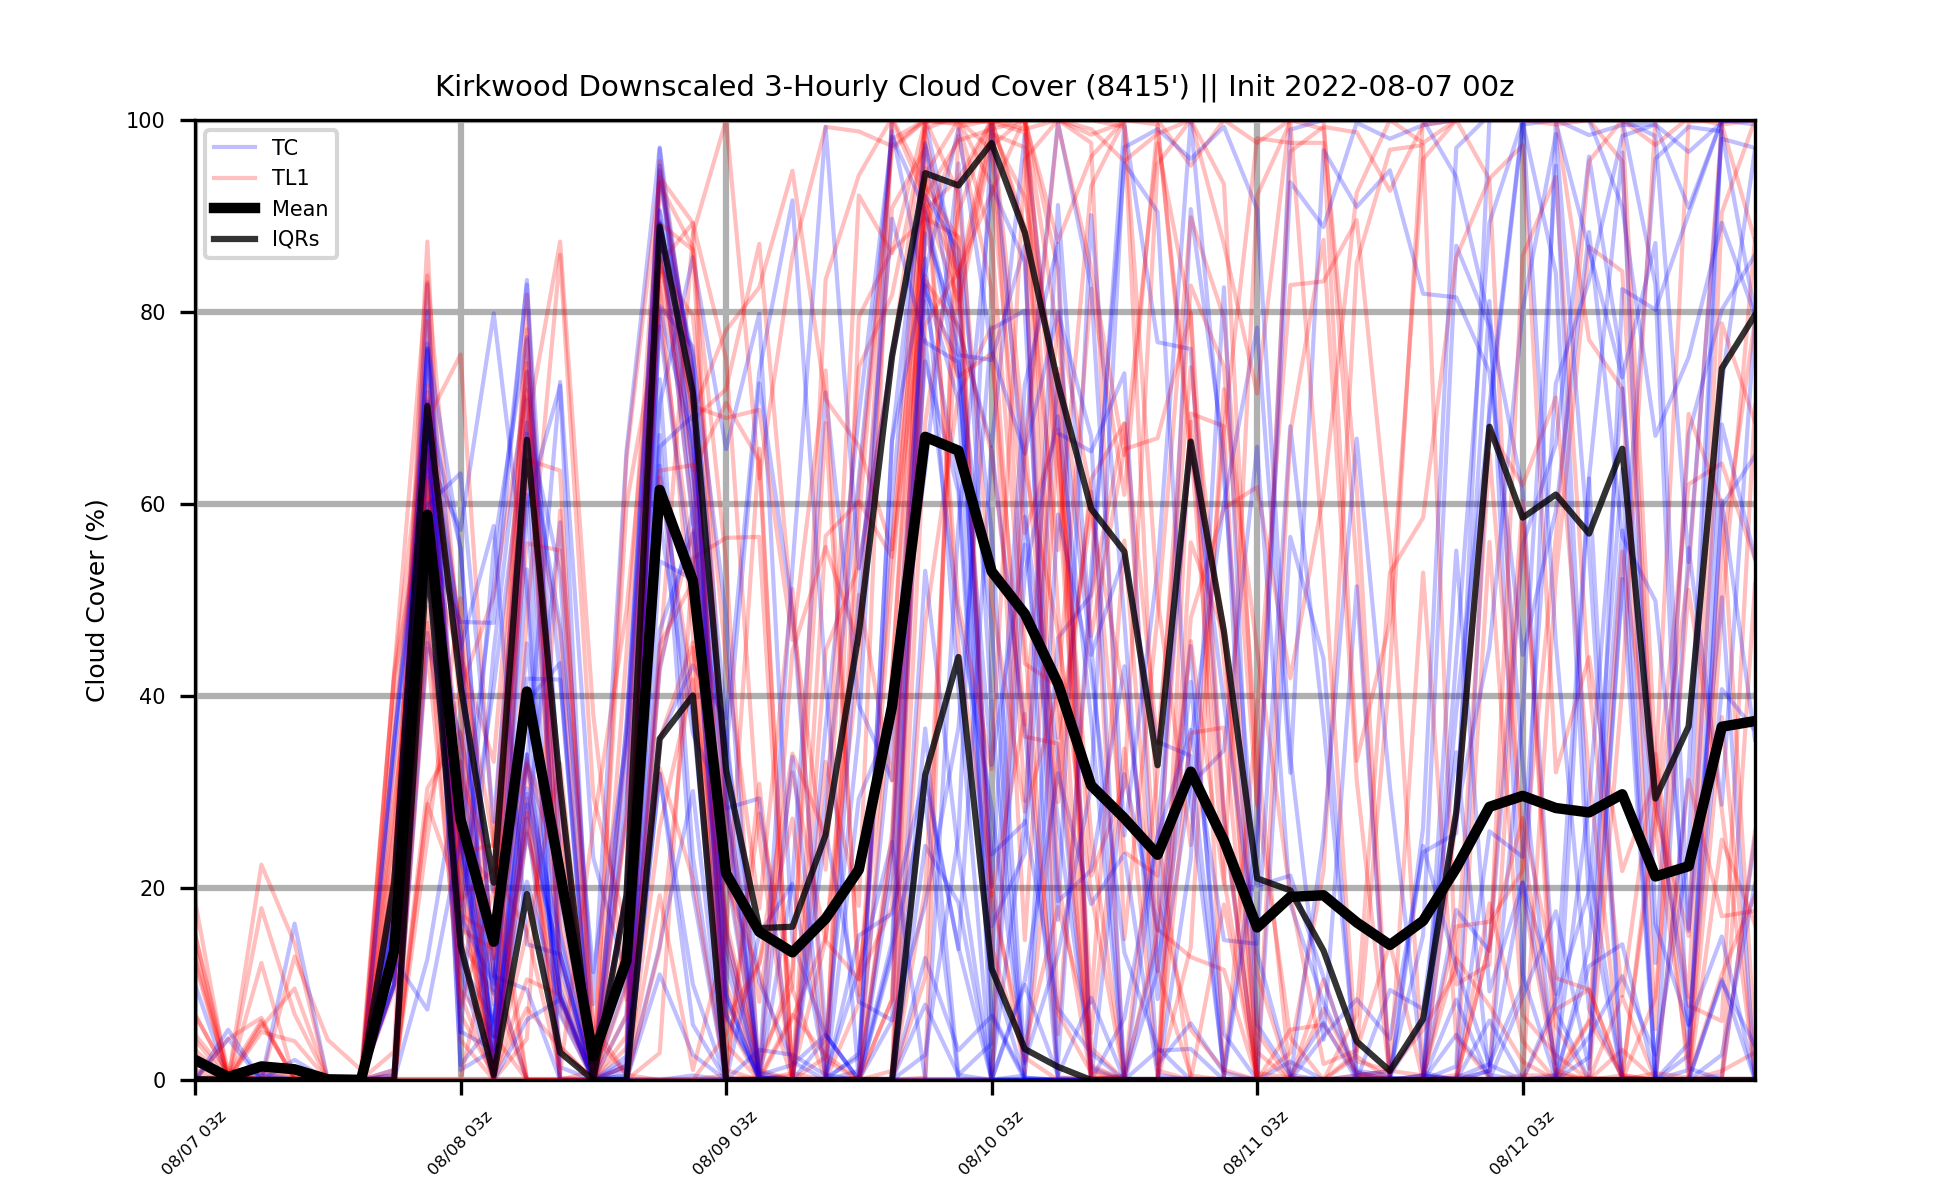 Kirkwood Downscaled 3-Hourly Cloud Cover (8415') || Init 2022-08-07 00z
TC
TL1
Mean
IQRs
Cloud Cover (%)
100
80
60
40
20
0
08/07 03z
08/08 03z
08/09 03z
08/10 03z
08/11 03z
08/12 03z